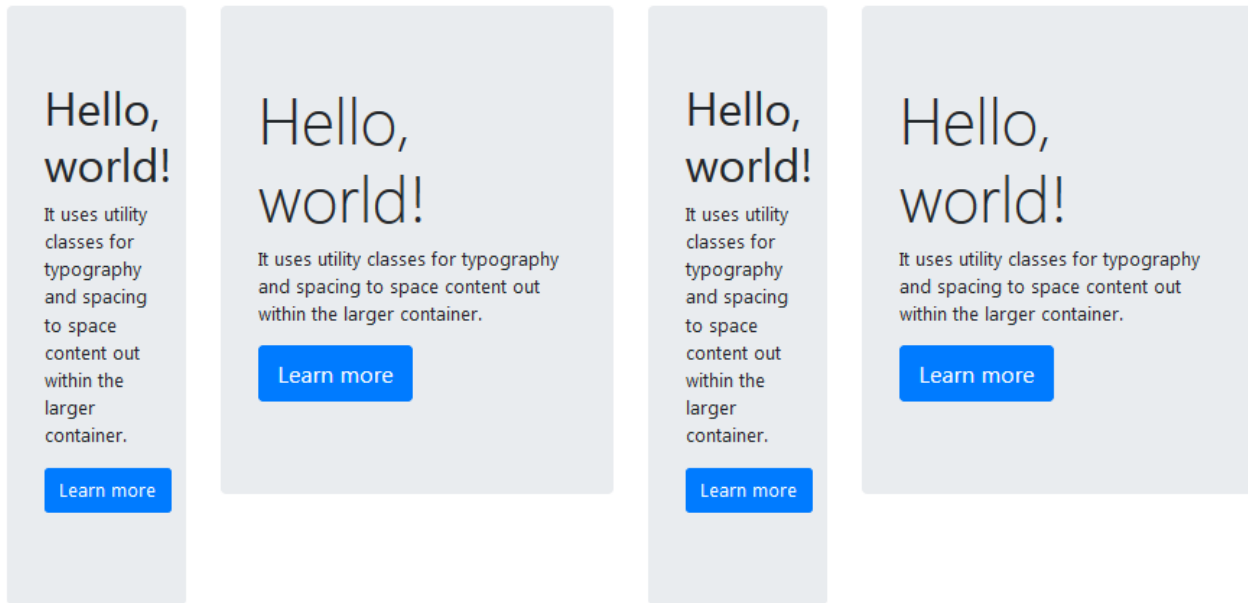 Hello,
world!
It uses utility
classes for
typography
and spacing
to space
content out
within the
larger
container.
Learn more
Hello,
world!
It uses utility classes for typography
and spacing to space content out
within the larger container.
Learn more
Hello,
world!
It uses utility
classes for
typography
and spacing
to space
content out
within the
larger
container.
Learn more
Hello,
world!
It uses utility classes for typography
and spacing to space content out
within the larger container.
Learn more